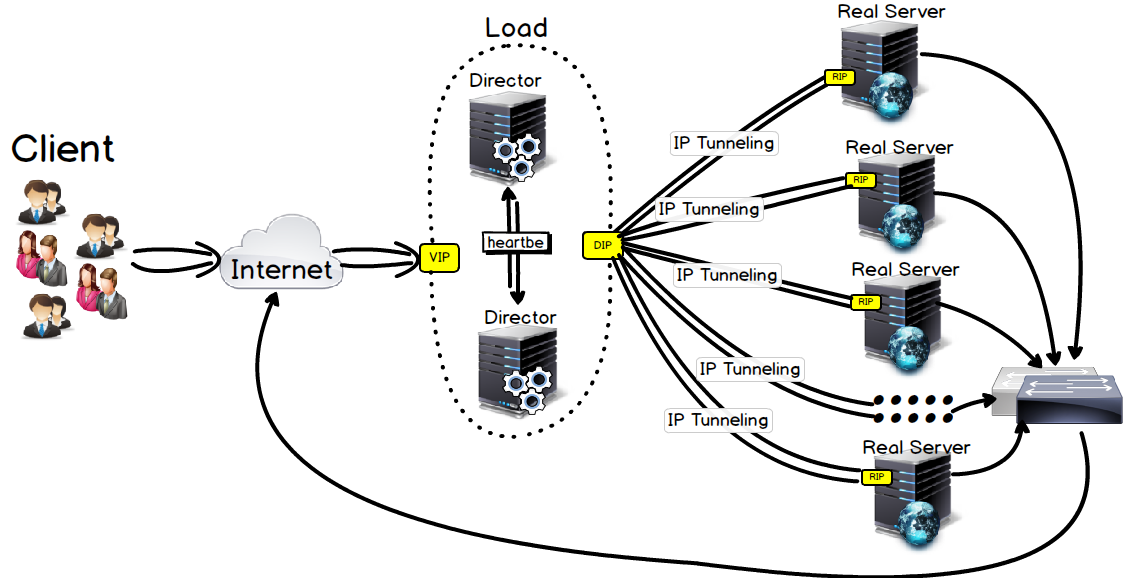 Real Server
Load
Director
RIP
Client
IP Tunneling
Real Server
RIP
IP Tunneling
heartbe
DIP
VIP
Internet
Real Server
IP Tunneling
RIP
Director
IP Tunneling
IP Tunneling
Real Server
RIP